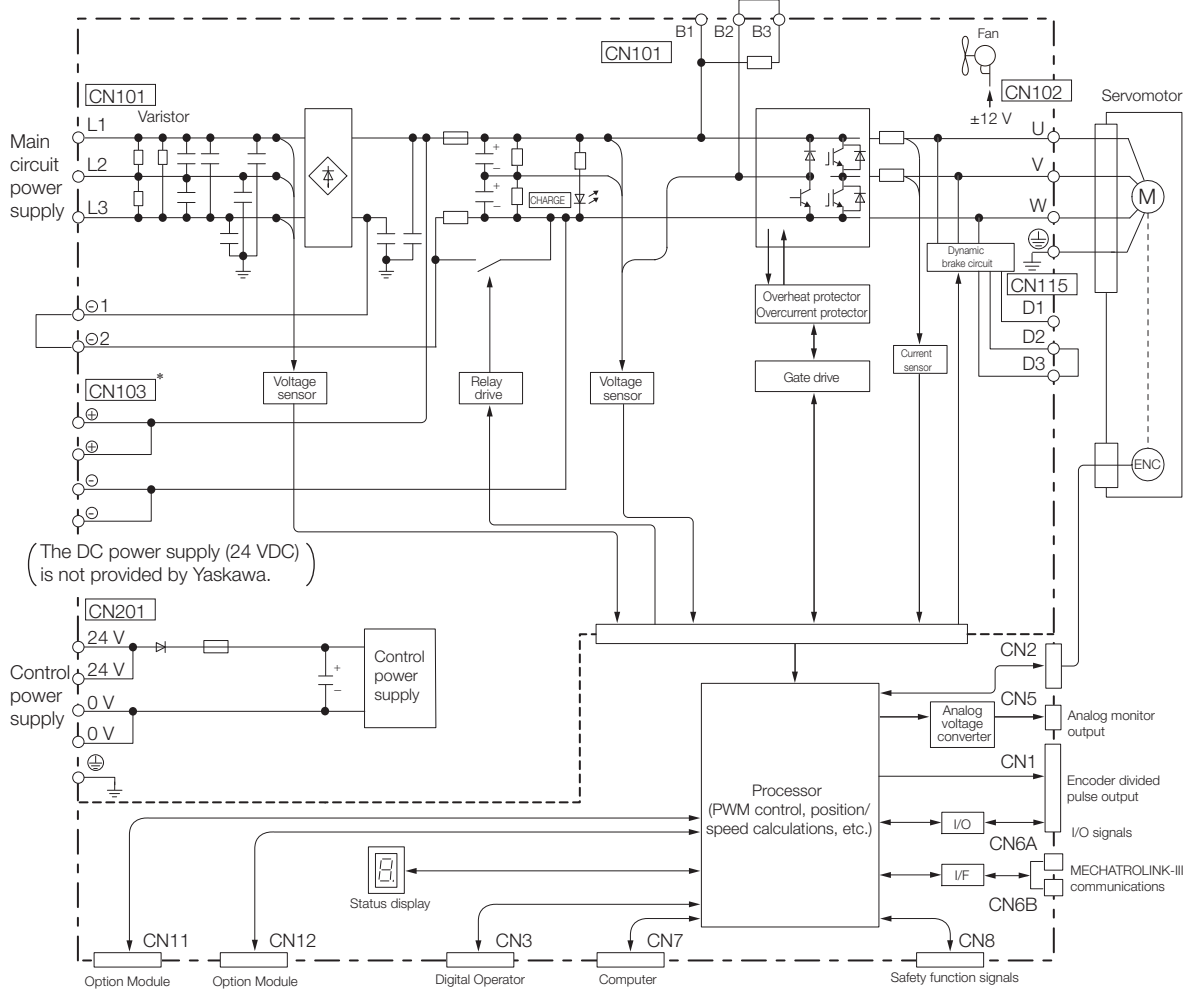 B1
B2
B3
CN101
Fan
CN102
±12 V
Servomotor
CN101
Varistor
Main
circuit
power
supply
L1
L2
L3
+
−
+
−
CHARGE
U
V
W
M
Dynamic
brake circuit
CN115
D1
D2
D3
Overheat protector
Overcurrent protector
⊖1
⊖2
Voltage
sensor
Relay
drive
Voltage
sensor
Gate drive
Current
sensor
CN103*
⊕
⊕
⊖
⊖
ENC
(The DC power supply (24 VDC)
is not provided by Yaskawa.)
CN201
24 V
24 V
0 V
0 V
Control
power
supply
+
−
Control
power
supply
CN2
CN5
Analog
voltage
converter
Analog monitor
output
CN1
Encoder divided
pulse output
Processor
(PWM control, position/
speed calculations, etc.)
I/O
I/O signals
CN6A
I/F
MECHATROLINK-III
communications
CN6B
8.
Status display
CN11
CN12
CN3
CN7
CN8
Option Module
Option Module
Digital Operator
Computer
Safety function signals